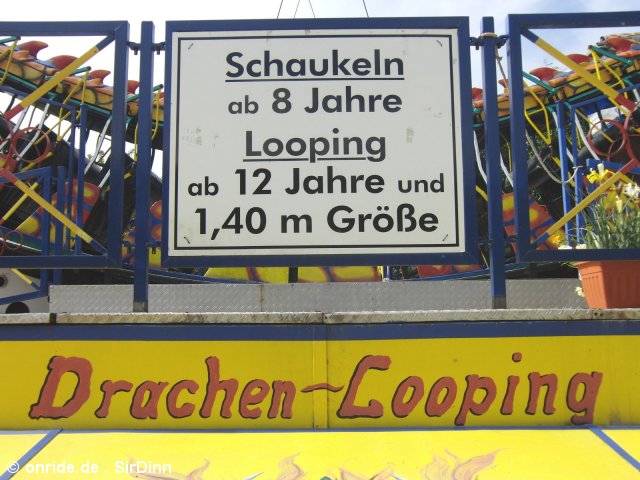 Schaukeln
ab 8 Jahre
Looping
ab 12 Jahre und
1,40 m Größe
Drachen~Looping
© onride.de . SirDinn